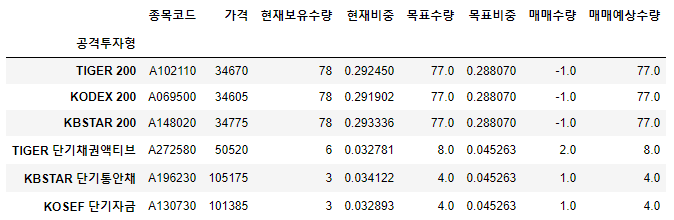 종목코드 가격 현재보유수량 현재비중 목표수량 목표비중 매매수량 매매예상수량
공격투자형
TIGER 200 A102110 34670 78 0.292450 77.0 0.288070 -1.0 77.0
KODEX 200 A069500 34605 78 0.291902 77.0 0.288070 -1.0 77.0
KBSTAR 200 A148020 34775 78 0.293336 77.0 0.288070 -1.0 77.0
TIGER 단기채권액티브 A272580 50520 6 0.032781 8.0 0.045263 2.0 8.0
KBSTAR 단기통안채 A196230 105175 3 0.034122 4.0 0.045263 1.0 4.0
KOSEF 단기자금 A130730 101385 3 0.032893 4.0 0.045263 1.0 4.0